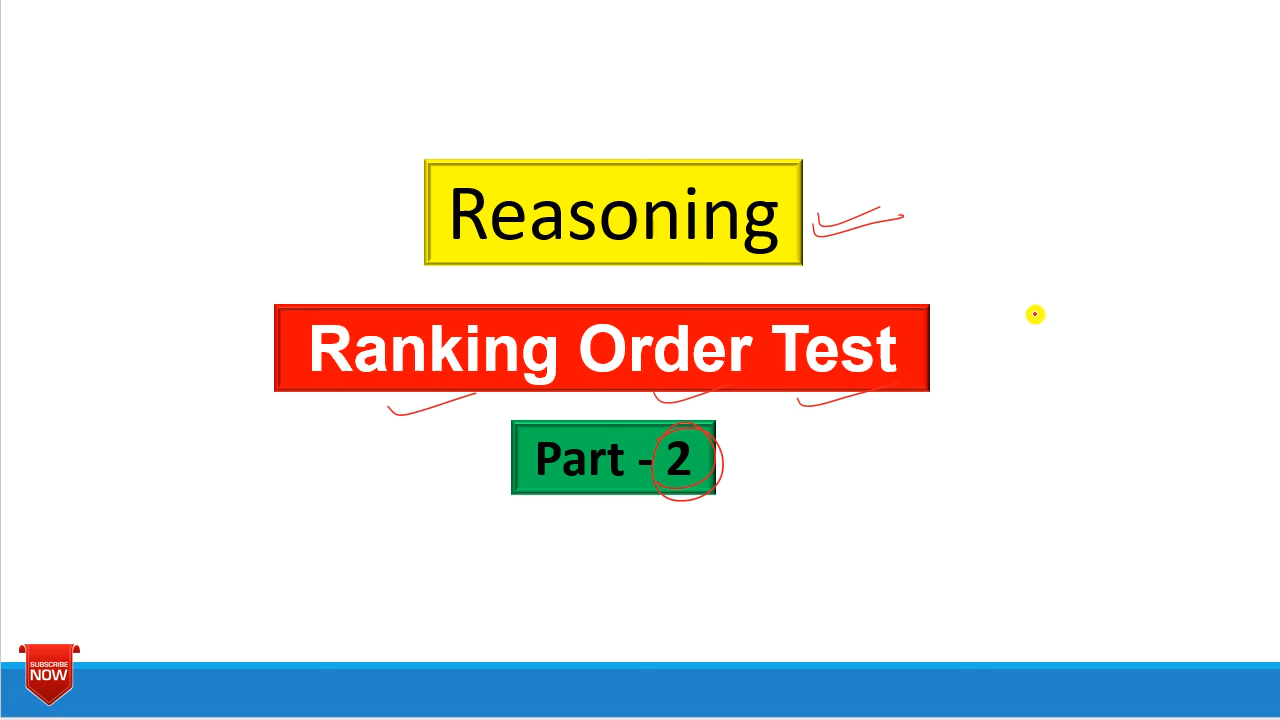 Reasoning
Ranking Order Test
Part - 2
SUBSCRIBE
NOW